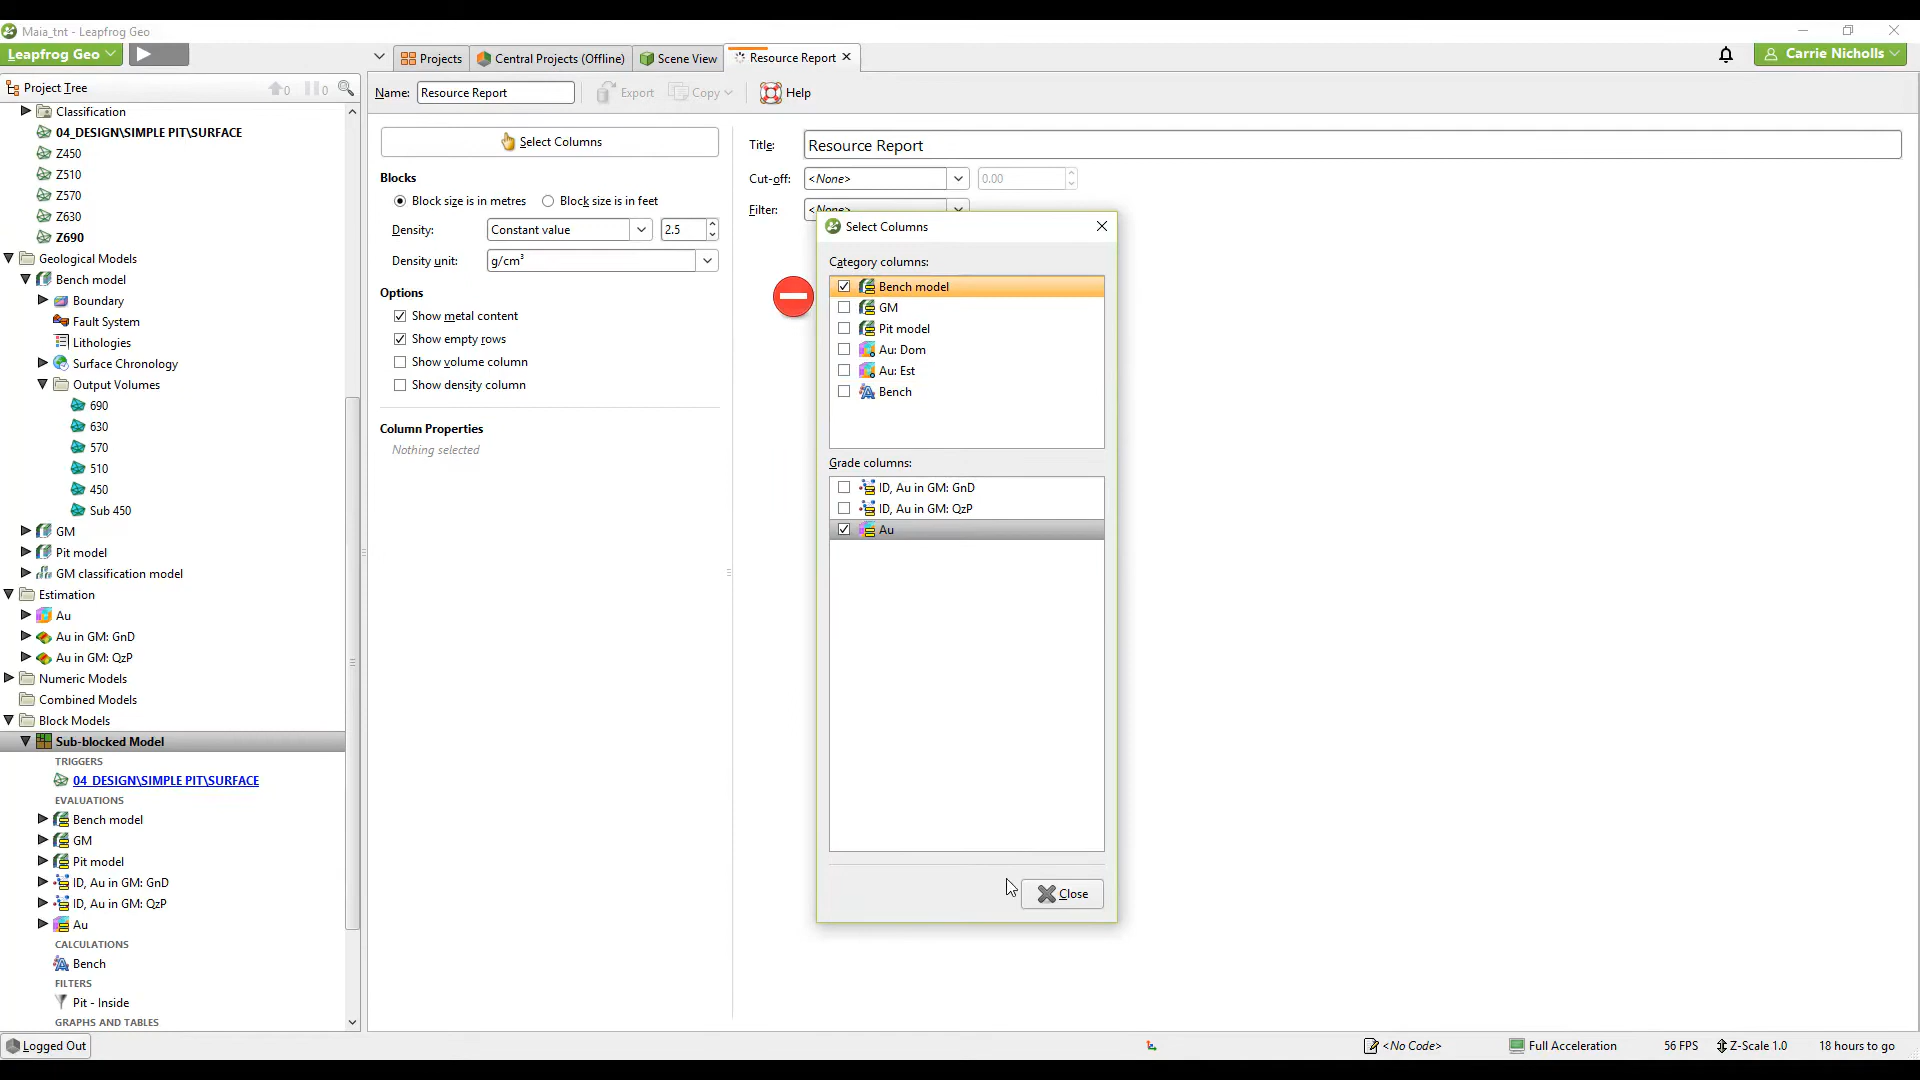 Maia_tnt - Leapfrog Geo
Leapfrog Geo
Projects
Central Projects (Offline)
Scene View
Resource Report
Carrie Nicholls
Project Tree
0
0
Name:
Resource Report
Export
Copy
Help
Classification
04_DESIGN\SIMPLE PIT\SURFACE
Z450
Z510
Z570
Z630
Z690
Geological Models
Bench model
Boundary
Fault System
Lithologies
Surface Chronology
Output Volumes
690
630
570
510
450
Sub 450
GM
Pit model
GM classification model
Estimation
Au
Au in GM: GnD
Au in GM: QzP
Numeric Models
Combined Models
Block Models
Sub-blocked Model
TRIGGERS
04_DESIGN\SIMPLE PIT\SURFACE
EVALUATIONS
Bench model
GM
Pit model
ID, Au in GM: GnD
ID, Au in GM: QzP
Au
CALCULATIONS
Bench
FILTERS
Pit - Inside
GRAPHS AND TABLES
Select Columns
Blocks
Block size is in metres
Block size is in feet
Density:
Constant value
2.5
Density unit:
g/cm³
Options
Show metal content
Show empty rows
Show volume column
Show density column
Column Properties
Nothing selected
Title:
Resource Report
Cut-off:
<None>
0.00
Filter:
<None>
Select Columns
Category columns:
Bench model
GM
Pit model
Au: Dom
Au: Est
Bench
Grade columns:
ID, Au in GM: GnD
ID, Au in GM: QzP
Au
Close
Logged Out
<No Code>
Full Acceleration
56 FPS
Z-Scale 1.0
18 hours to go